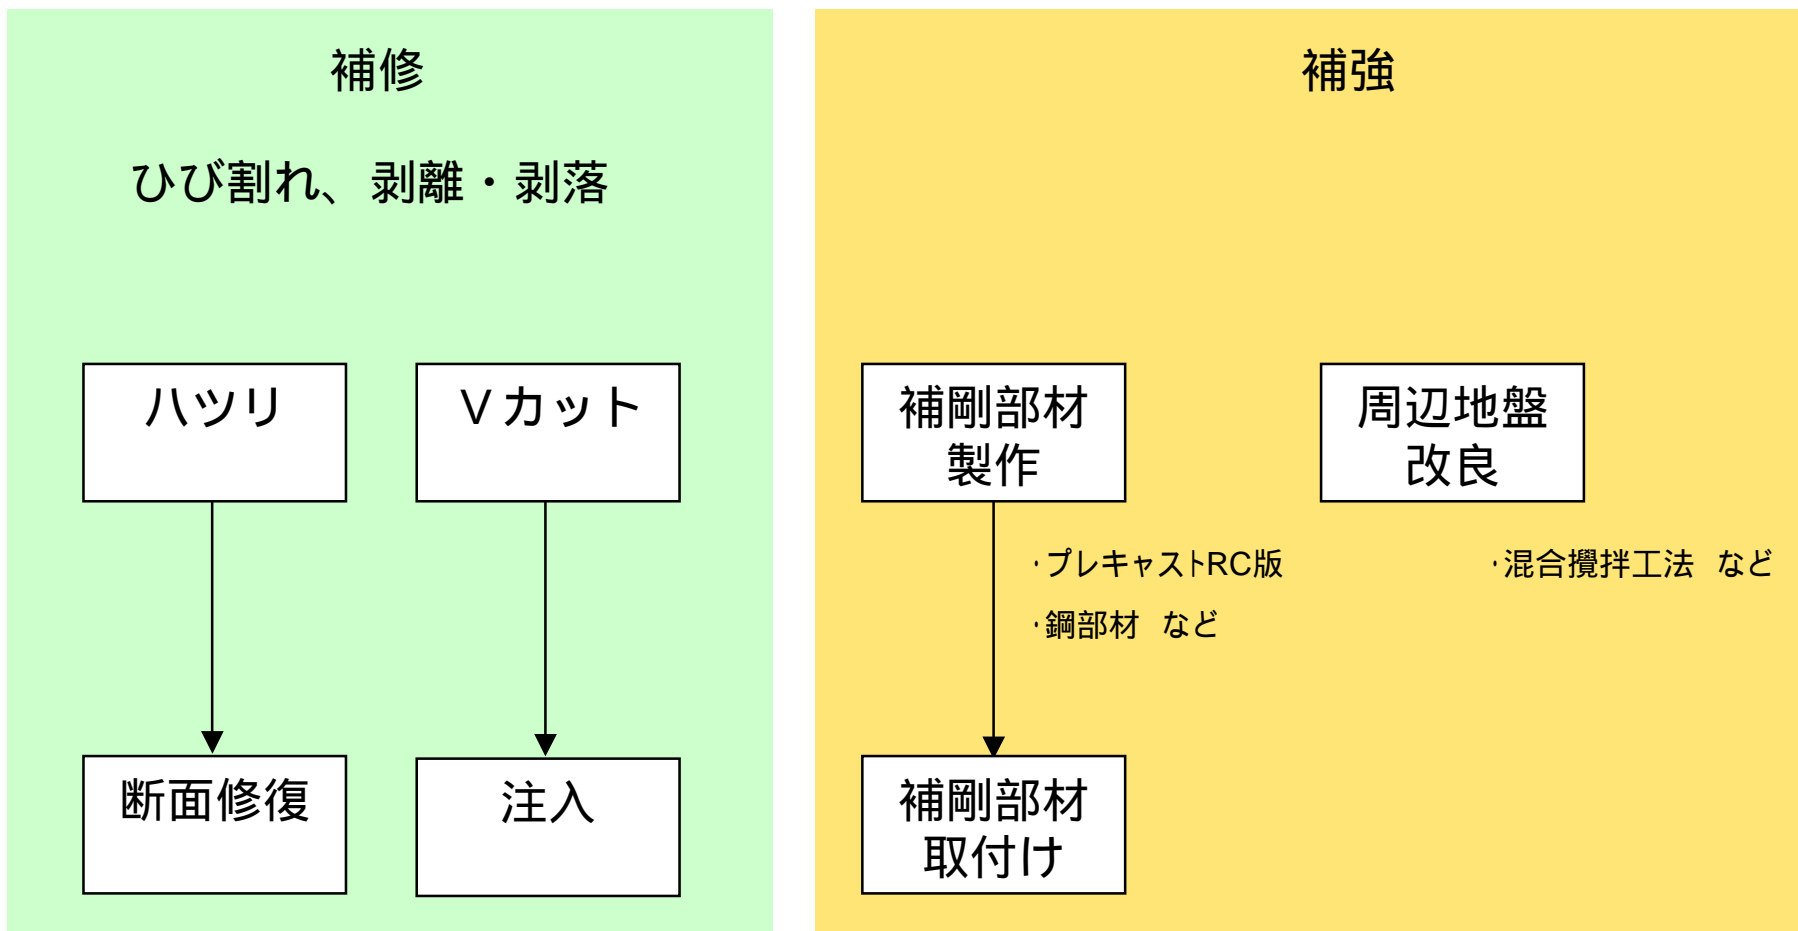 補修
ひび割れ、剥離・剥落
ハツリ
Ｖカット
断面修復
注入
補強
補剛部材
製作
周辺地盤
改良
・プレキャストRC版
・鋼部材 など
・混合攪拌工法 など
補剛部材
取付け